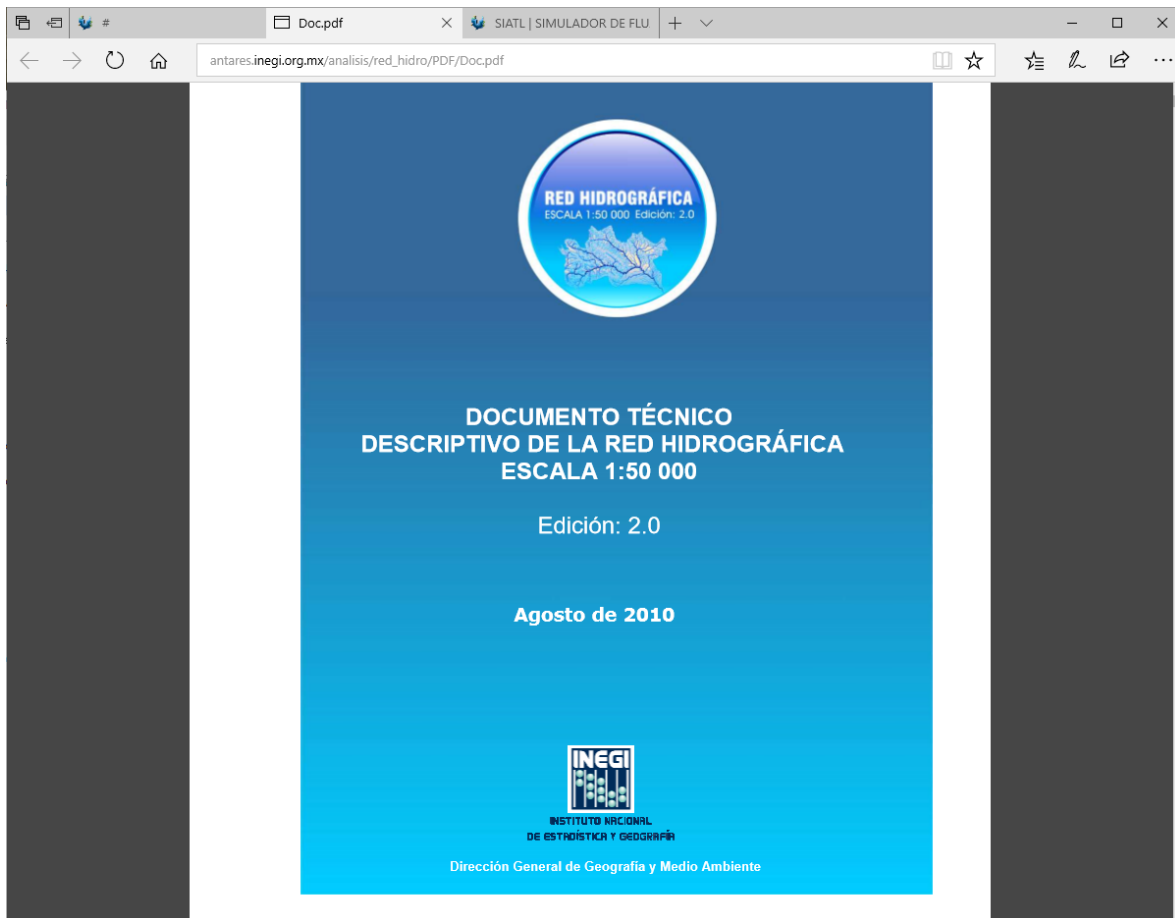 #
Doc.pdf
SIATL | SIMULADOR DE FLU
antares.inegi.org.mx/analisis/red_hidro/PDF/Doc.pdf
RED HIDROGRÁFICA
ESCALA 1:50 000 Edición: 2.0
DOCUMENTO TÉCNICO
DESCRIPTIVO DE LA RED HIDROGRÁFICA
ESCALA 1:50 000
Edición: 2.0
Agosto de 2010
INEGI
INSTITUTO NACIONAL
DE ESTADÍSTICA Y GEOGRAFÍA
Dirección General de Geografía y Medio Ambiente